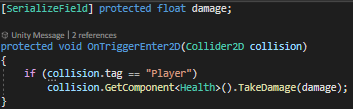 [SerializeField] protected float damage;
Unity Message | 2 references
protected void OnTriggerEnter2D(Collider2D collision)
{
if (collision.tag == "Player")
collision.GetComponent<Health>().TakeDamage(damage);
}